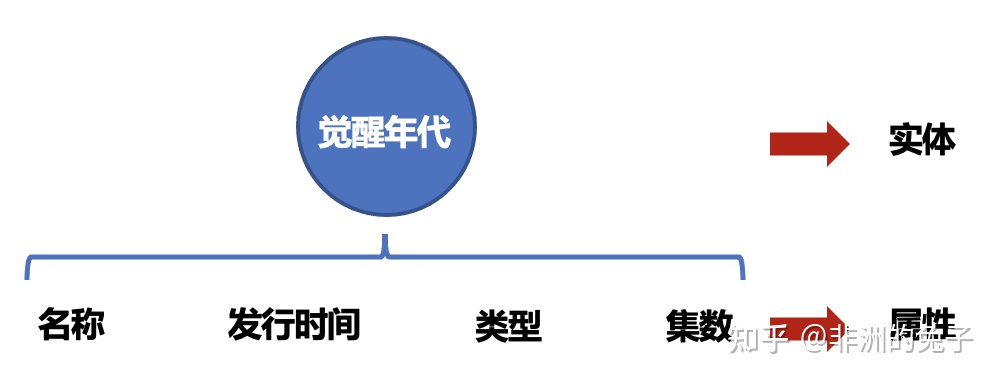 觉醒年代
实体
名称 发行时间 类型 集数 属性
知乎 @非洲的兔子